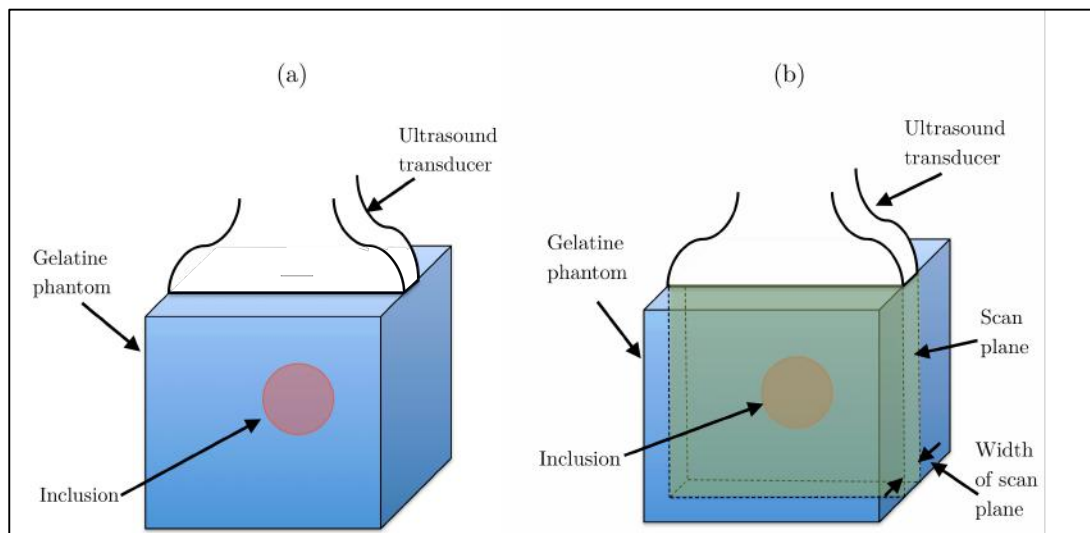 (a)
Ultrasound
transducer
Gelatine
phantom
Inclusion
(b)
Ultrasound
transducer
Gelatine
phantom
Scan
plane
Inclusion
Width
of scan
plane